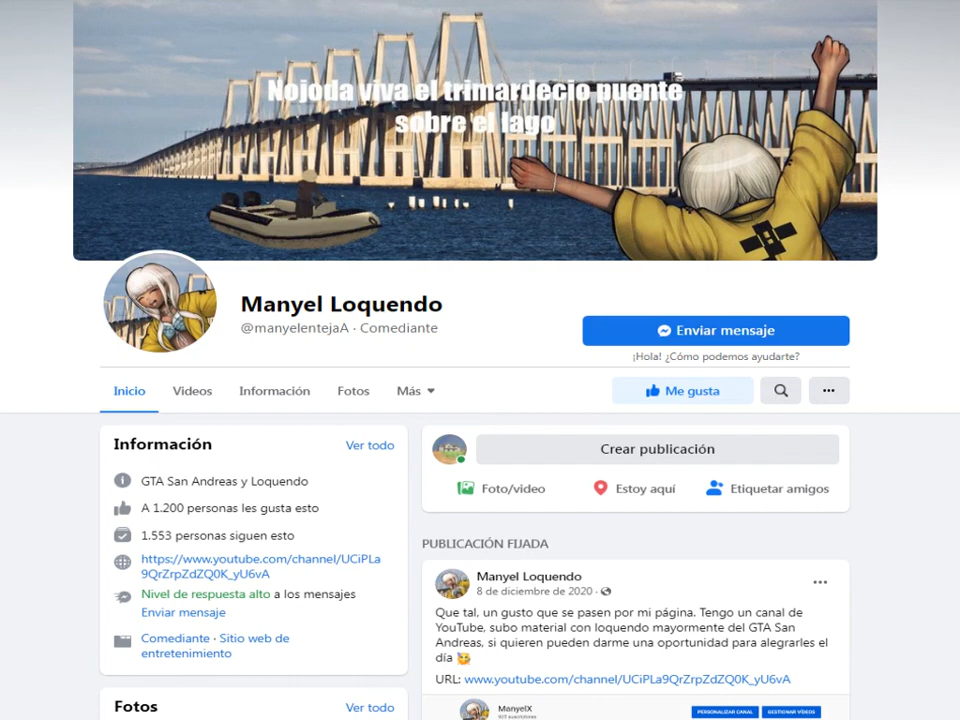 Nojoda viva el trimardecio puente
sobre el lago
Manyel Loquendo
@manyelentejaA · Comediante
Enviar mensaje
¡Hola! ¿Cómo podemos ayudarte?
Inicio
Videos
Información
Fotos
Más
Me gusta
Información
Ver todo
GTA San Andreas y Loquendo
A 1.200 personas les gusta esto
1.553 personas siguen esto
https://www.youtube.com/channel/UCiPLa
9QrZrpZdZQ0K_yU6vA
Nivel de respuesta alto a los mensajes
Enviar mensaje
Comediante · Sitio web de
entretenimiento
Fotos
Ver todo
Crear publicación
Foto/video
Estoy aquí
Etiquetar amigos
PUBLICACIÓN FIJADA
Manyel Loquendo
8 de diciembre de 2020 ·
Que tal, un gusto que se pasen por mi página. Tengo un canal de
YouTube, subo material con loquendo mayormente del GTA San
Andreas, si quieren pueden darme una oportunidad para alegrarles el
día 🥰
URL: www.youtube.com/channel/UCiPLa9QrZrpZdZQ0K_yU6vA
ManyelX
PERSONALIZAR CANAL
GESTIONAR VÍDEOS